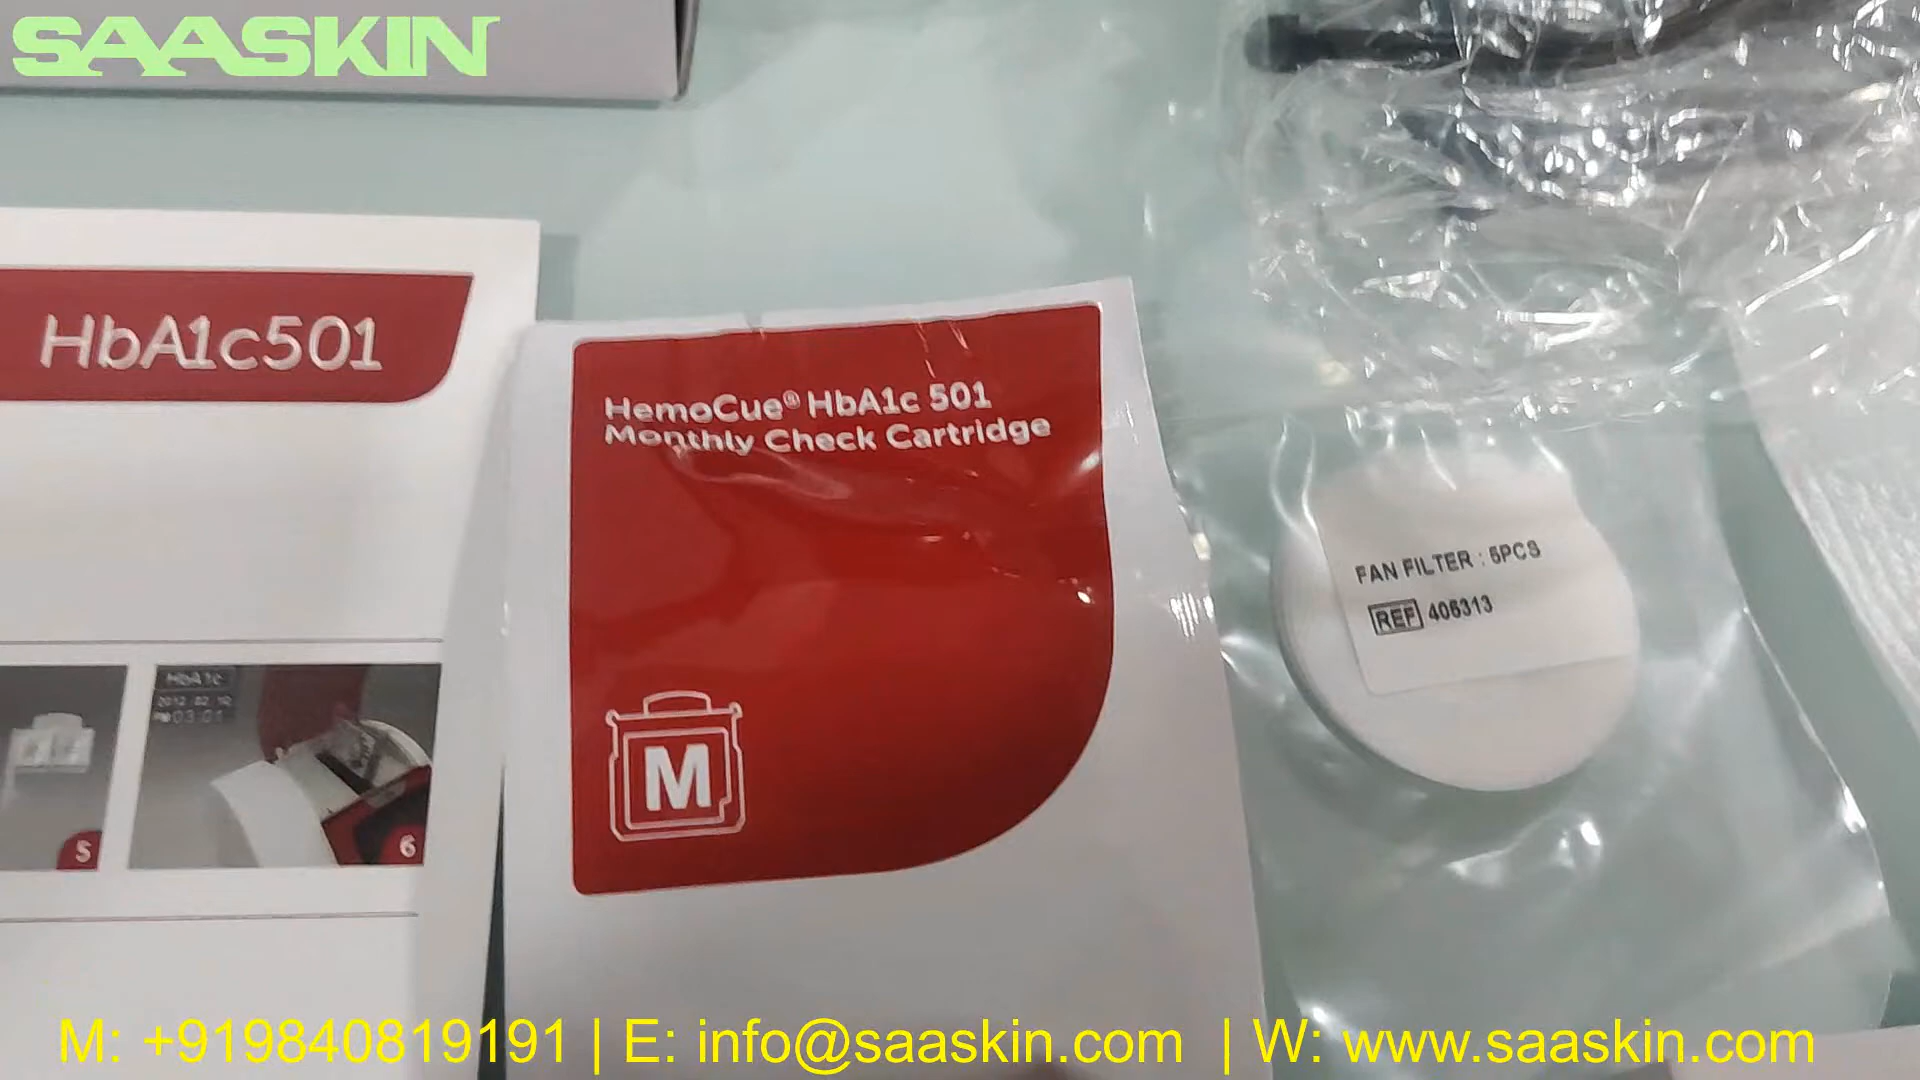 SAASKIN
HbA1c501
HemoCue® HbA1c 501
Monthly Check Cartridge
M
FAN FILTER : 5PCS
REF 406313
HbA1c
5
6
M: +919840819191 | E: info@saaskin.com | W: www.saaskin.com